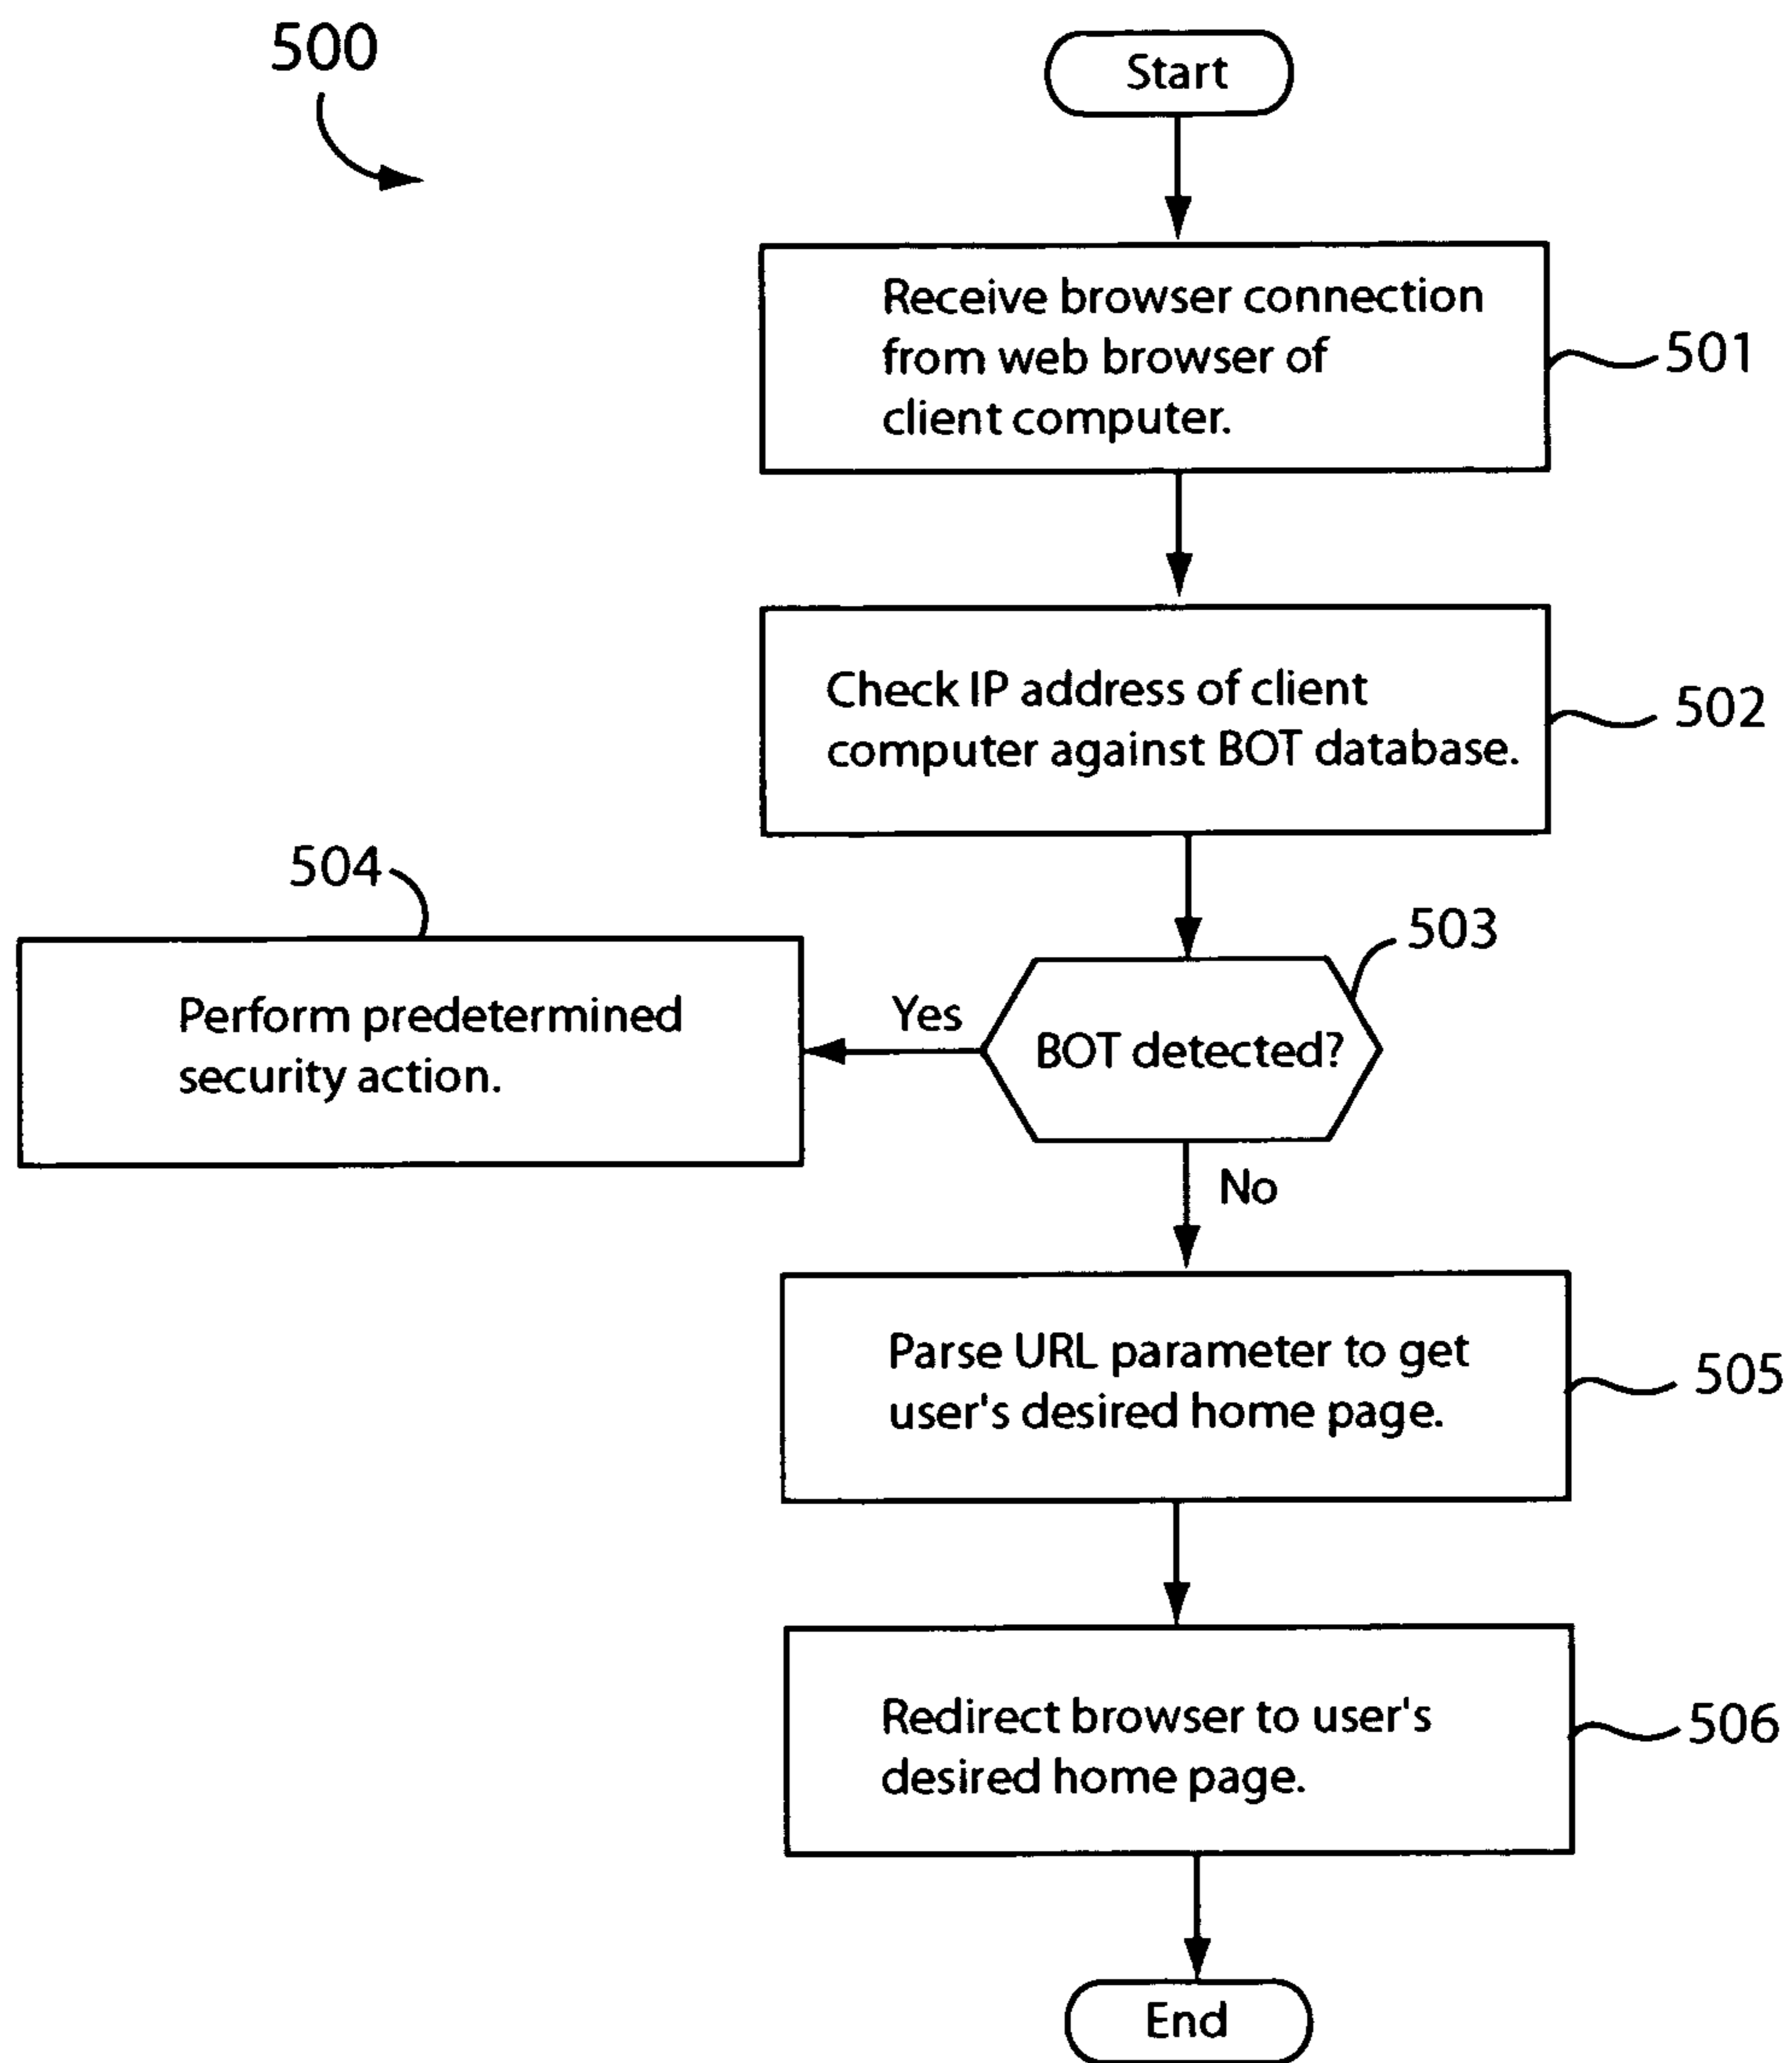 500
Start
Receive browser connection
from web browser of
client computer.
501
Check IP address of client
computer against BOT database.
502
504
503
Perform predetermined
security action.
Yes
BOT detected?
No
Parse URL parameter to get
user's desired home page.
505
Redirect browser to user's
desired home page.
506
End